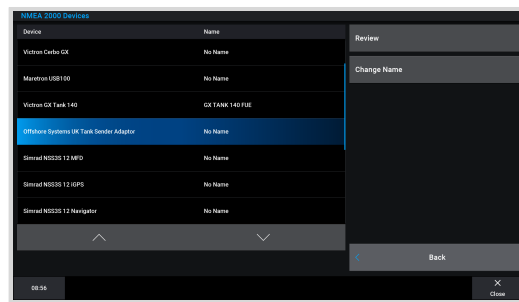 NMEA 2000 Devices
Device Name
Victron Cerbo GX No Name
Maretron USB100 No Name
Victron GX Tank 140 GX TANK 140 FUE
Offshore Systems UK Tank Sender Adaptor No Name
Simrad NSS3S 12 MFD No Name
Simrad NSS3S 12 iGPS No Name
Simrad NSS3S 12 Navigator No Name
Review
Change Name
Back
08:56
Close